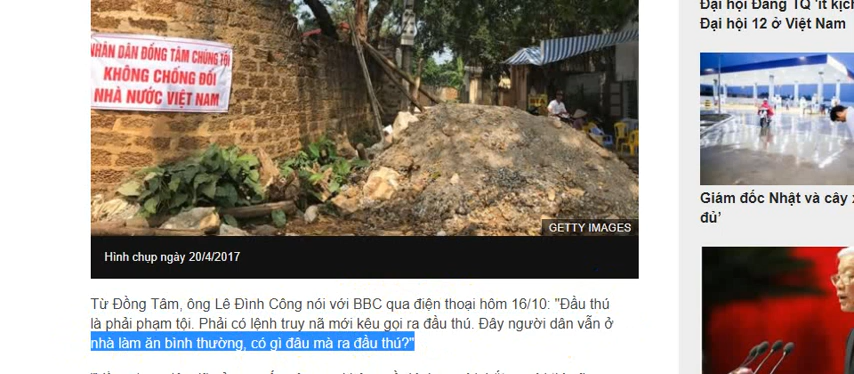 NHÂN DÂN ĐỒNG TÂM CHÚNG TÔI
KHÔNG CHỐNG ĐỐI
NHÀ NƯỚC VIỆT NAM
GETTY IMAGES
Hình chụp ngày 20/4/2017
Từ Đồng Tâm, ông Lê Đình Công nói với BBC qua điện thoại hôm 16/10: "Đầu thú
là phải phạm tội. Phải có lệnh truy nã mới kêu gọi ra đầu thú. Đây người dân vẫn ở
nhà làm ăn bình thường, có gì đâu mà ra đầu thú?"
Đại hội Đảng TQ 'ít kịch
Đại hội 12 ở Việt Nam
Giám đốc Nhật và cây x
đủ'